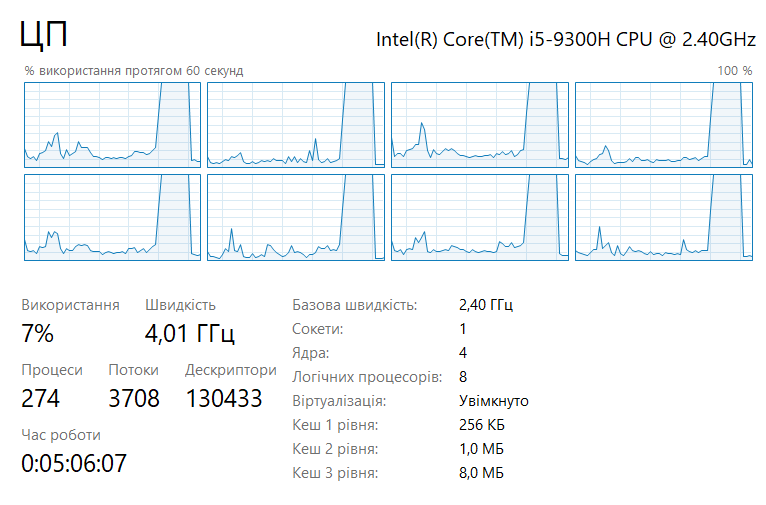 ЦП
Intel(R) Core(TM) i5-9300H CPU @ 2.40GHz
% використання протягом 60 секунд
100 %
Використання
Швидкість
7%
4,01 ГГц
Процеси
Потоки
Дескриптори
274
3708
130433
Час роботи
0:05:06:07
Базова швидкість: 2,40 ГГц
Сокети: 1
Ядра: 4
Логічних процесорів: 8
Віртуалізація: Увімкнуто
Кеш 1 рівня: 256 КБ
Кеш 2 рівня: 1,0 МБ
Кеш 3 рівня: 8,0 МБ